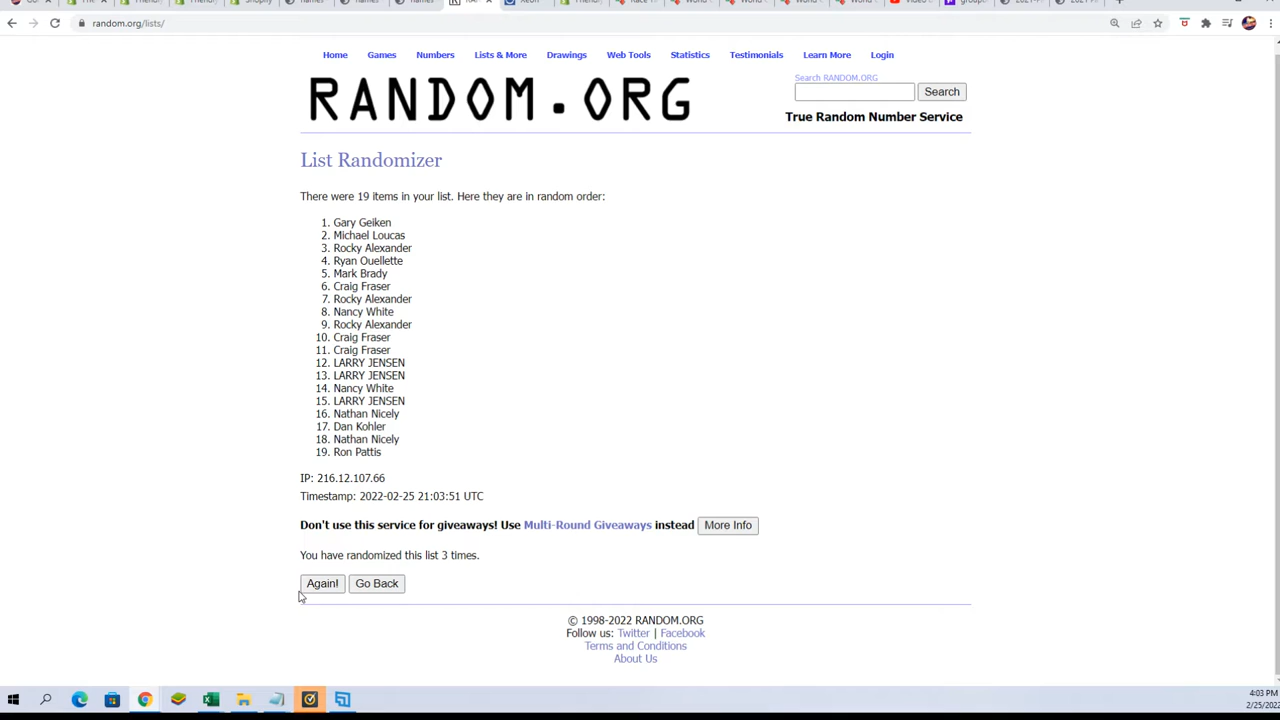 random.org/lists/
Home Games Numbers Lists & More Drawings Web Tools Statistics Testimonials Learn More Login
RANDOM.ORG
Search RANDOM.ORG
Search
True Random Number Service
List Randomizer
There were 19 items in your list. Here they are in random order:
1. Gary Geiken
2. Michael Loucas
3. Rocky Alexander
4. Ryan Ouellette
5. Mark Brady
6. Craig Fraser
7. Rocky Alexander
8. Nancy White
9. Rocky Alexander
10. Craig Fraser
11. Craig Fraser
12. LARRY JENSEN
13. LARRY JENSEN
14. Nancy White
15. LARRY JENSEN
16. Nathan Nicely
17. Dan Kohler
18. Nathan Nicely
19. Ron Pattis
IP: 216.12.107.66
Timestamp: 2022-02-25 21:03:51 UTC
Don't use this service for giveaways! Use Multi-Round Giveaways instead More Info
You have randomized this list 3 times.
Again! Go Back
© 1998-2022 RANDOM.ORG
Follow us: Twitter | Facebook
Terms and Conditions
About Us
4:03 PM